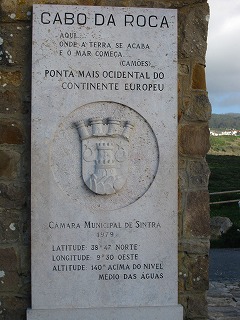 CABO DA ROCA
AQUI...
ONDE A TERRA SE ACABA
E O MAR COMEÇA...
(CAMÕES)
PONTA MAIS OCIDENTAL DO
CONTINENTE EUROPEU
CAMARA MUNICIPAL DE SINTRA
1979
LATITUDE 38° 47' NORTE
LONGITUDE 9° 30' OESTE
ALTITUDE 140m ACIMA DO NIVEL
MEDIO DAS AGUAS